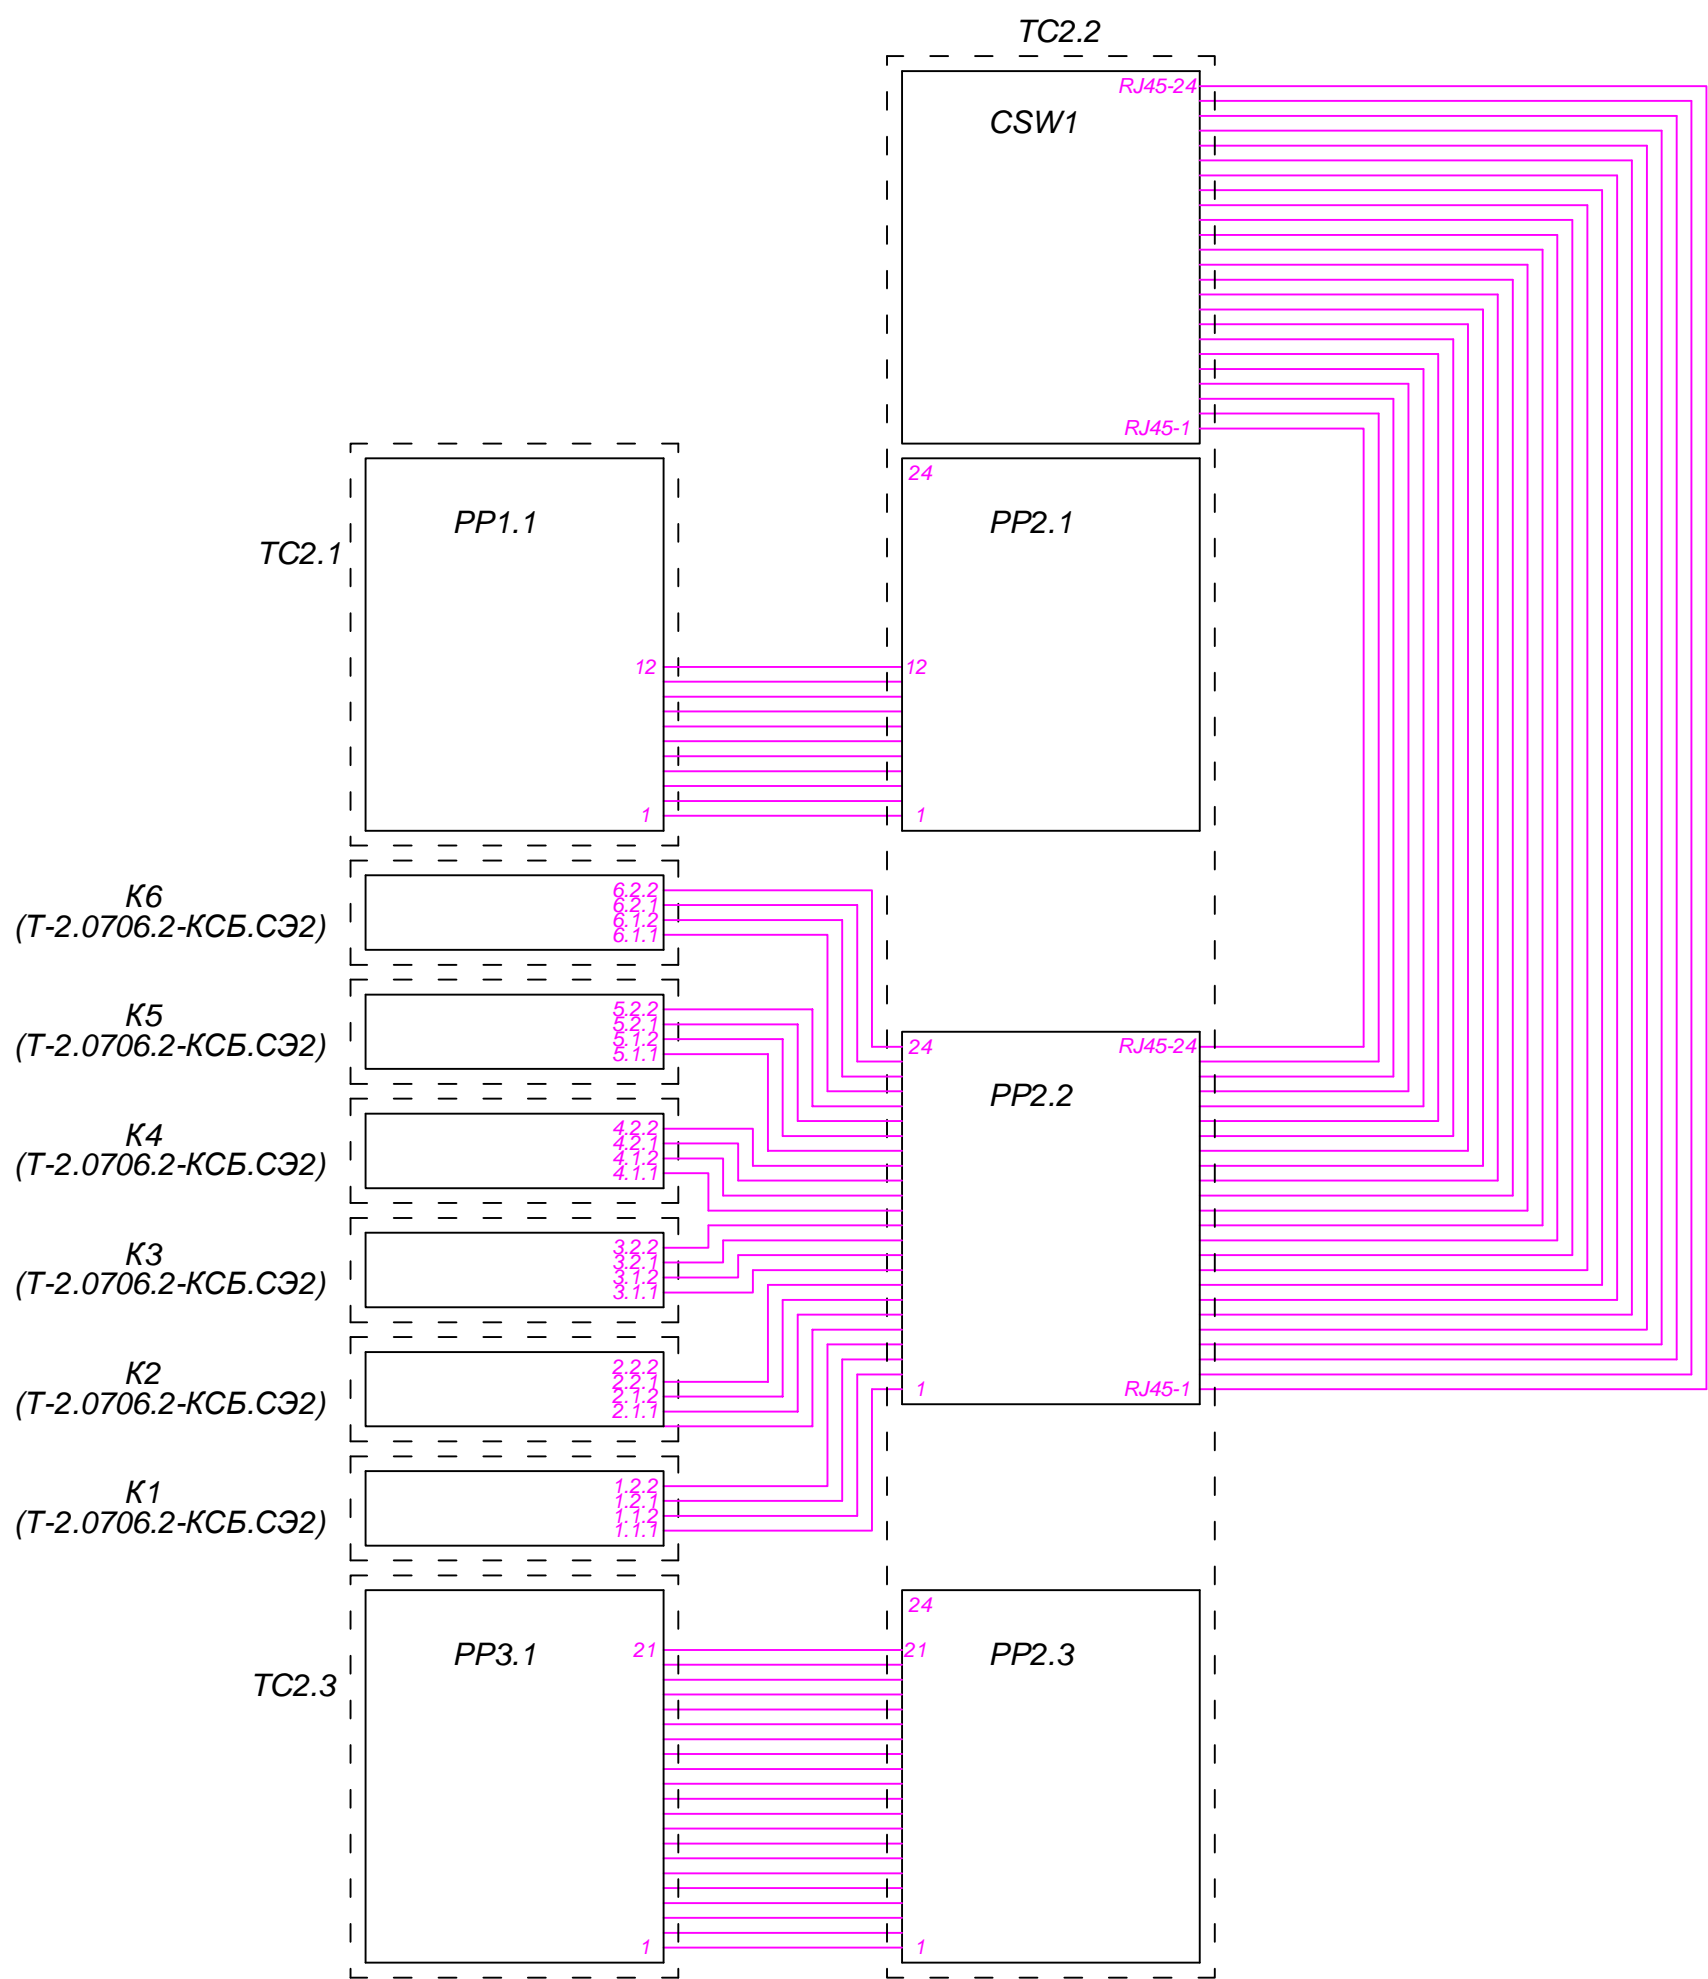 TC2.2
RJ45-24
CSW1
RJ45-1
TC2.1
PP1.1
12
1
24
PP2.1
12
1
К6
(Т-2.0706.2-КСБ.СЭ2)
6.2.2
6.2.1
6.1.2
6.1.1
К5
(Т-2.0706.2-КСБ.СЭ2)
5.2.2
5.2.1
5.1.2
5.1.1
К4
(Т-2.0706.2-КСБ.СЭ2)
4.2.2
4.2.1
4.1.2
4.1.1
К3
(Т-2.0706.2-КСБ.СЭ2)
3.2.2
3.2.1
3.1.2
3.1.1
К2
(Т-2.0706.2-КСБ.СЭ2)
2.2.2
2.2.1
2.1.2
2.1.1
К1
(Т-2.0706.2-КСБ.СЭ2)
1.2.2
1.2.1
1.1.2
1.1.1
24
RJ45-24
PP2.2
1
RJ45-1
TC2.3
PP3.1
21
1
24
21
PP2.3
1